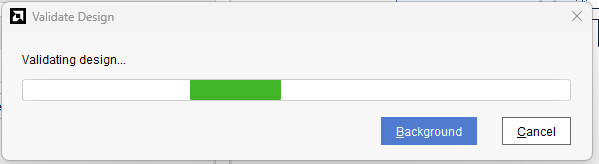 Validate Design
Validating design...
Background
Cancel